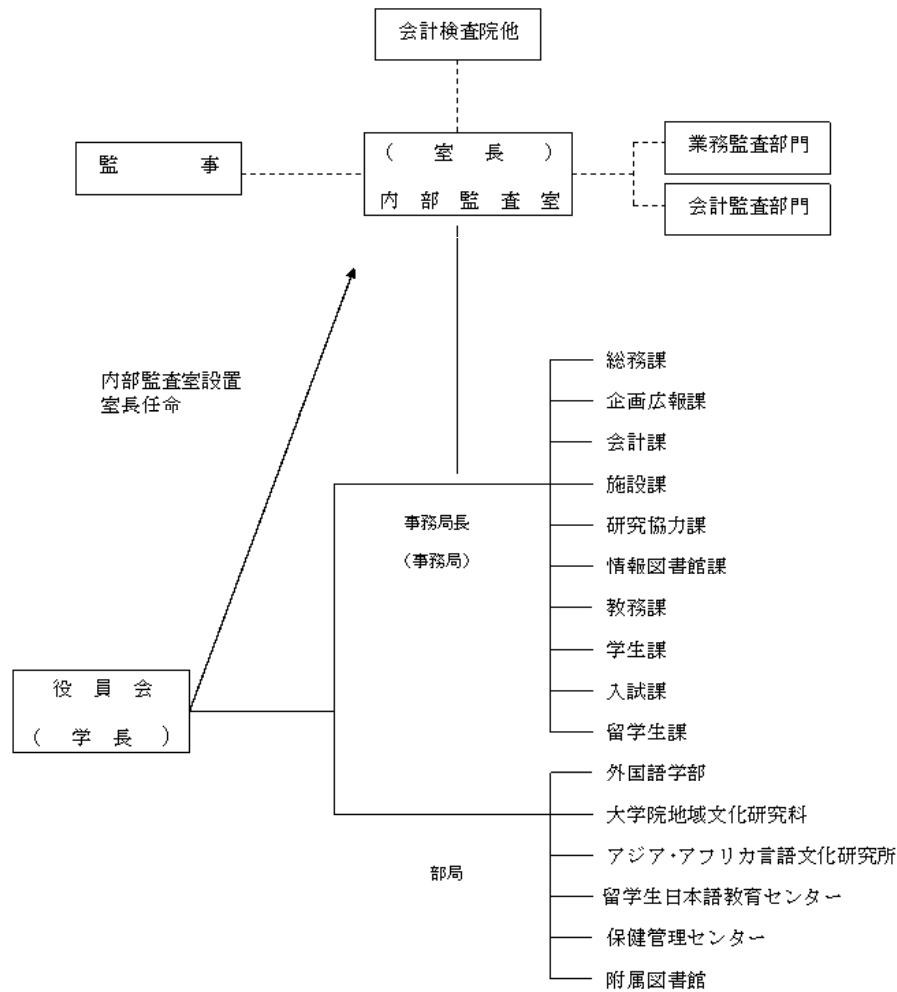 会計検査院他
監事
(室長)
内部監査室
業務監査部門
会計監査部門
内部監査室設置
室長任命
総務課
企画広報課
会計課
施設課
研究協力課
情報図書館課
教務課
学生課
入試課
留学生課
事務局長
(事務局)
役員会
(学長)
外国語学部
大学院地域文化研究科
アジア・アフリカ言語文化研究所
留学生日本語教育センター
保健管理センター
附属図書館
部局